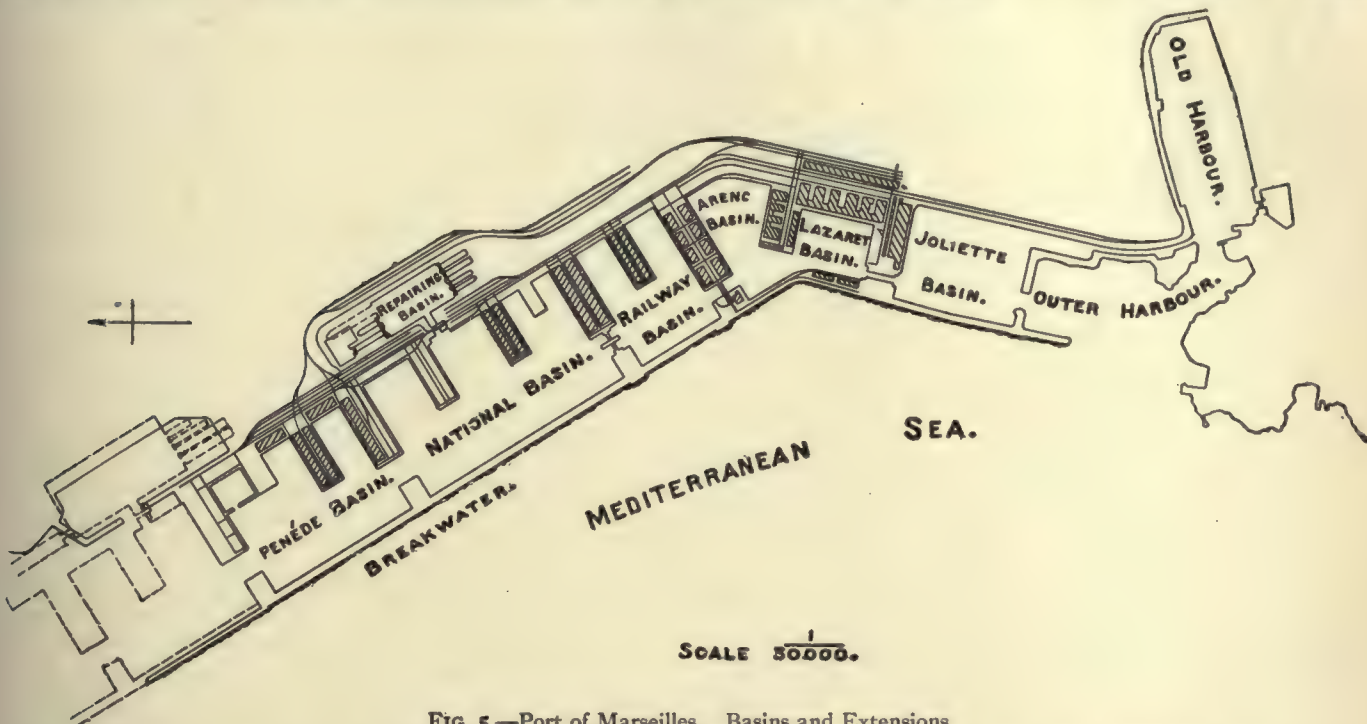 OLD HARBOUR.
ARENC
BASIN.
LAZARET
BASIN.
JOLIETTE
BASIN.
OUTER HARBOUR.
REPAIRING
BASIN.
RAILWAY
BASIN.
NATIONAL BASIN.
PENÉDE BASIN.
BREAKWATER.
MEDITERRANEAN
SEA.
SCALE 1/30000.
FIG. 5.—Port of Marseilles. Basins and Extensions.